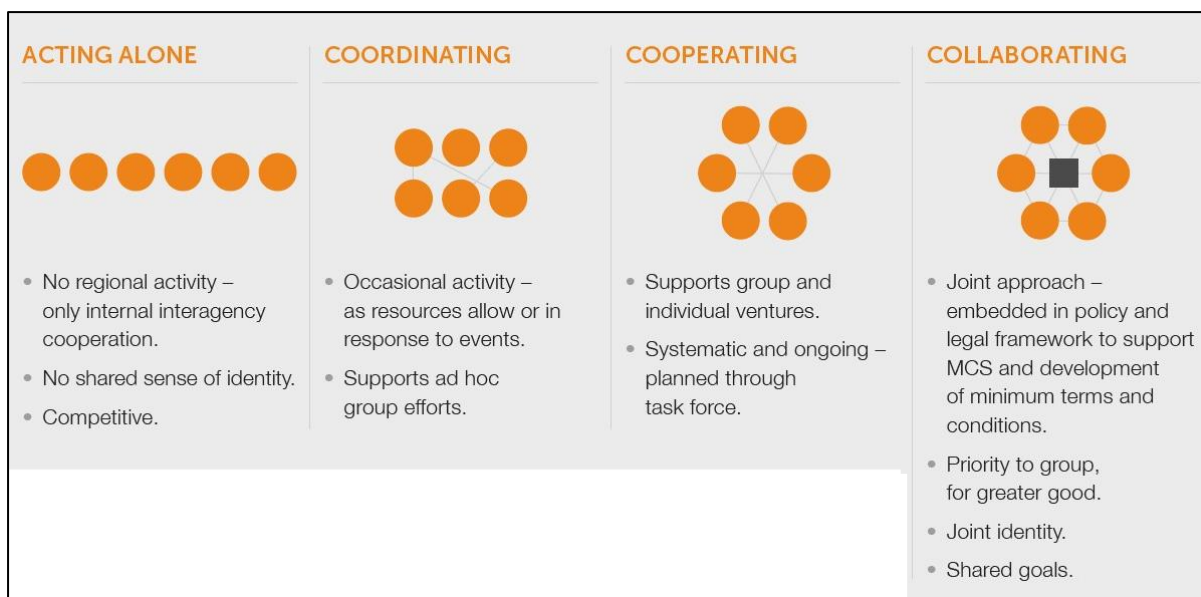 ACTING ALONE
• No regional activity –
only internal interagency
cooperation.
• No shared sense of identity.
• Competitive.
COORDINATING
• Occasional activity –
as resources allow or in
response to events.
• Supports ad hoc
group efforts.
COOPERATING
• Supports group and
individual ventures.
• Systematic and ongoing –
planned through
task force.
COLLABORATING
• Joint approach –
embedded in policy and
legal framework to support
MCS and development
of minimum terms and
conditions.
• Priority to group,
for greater good.
• Joint identity.
• Shared goals.